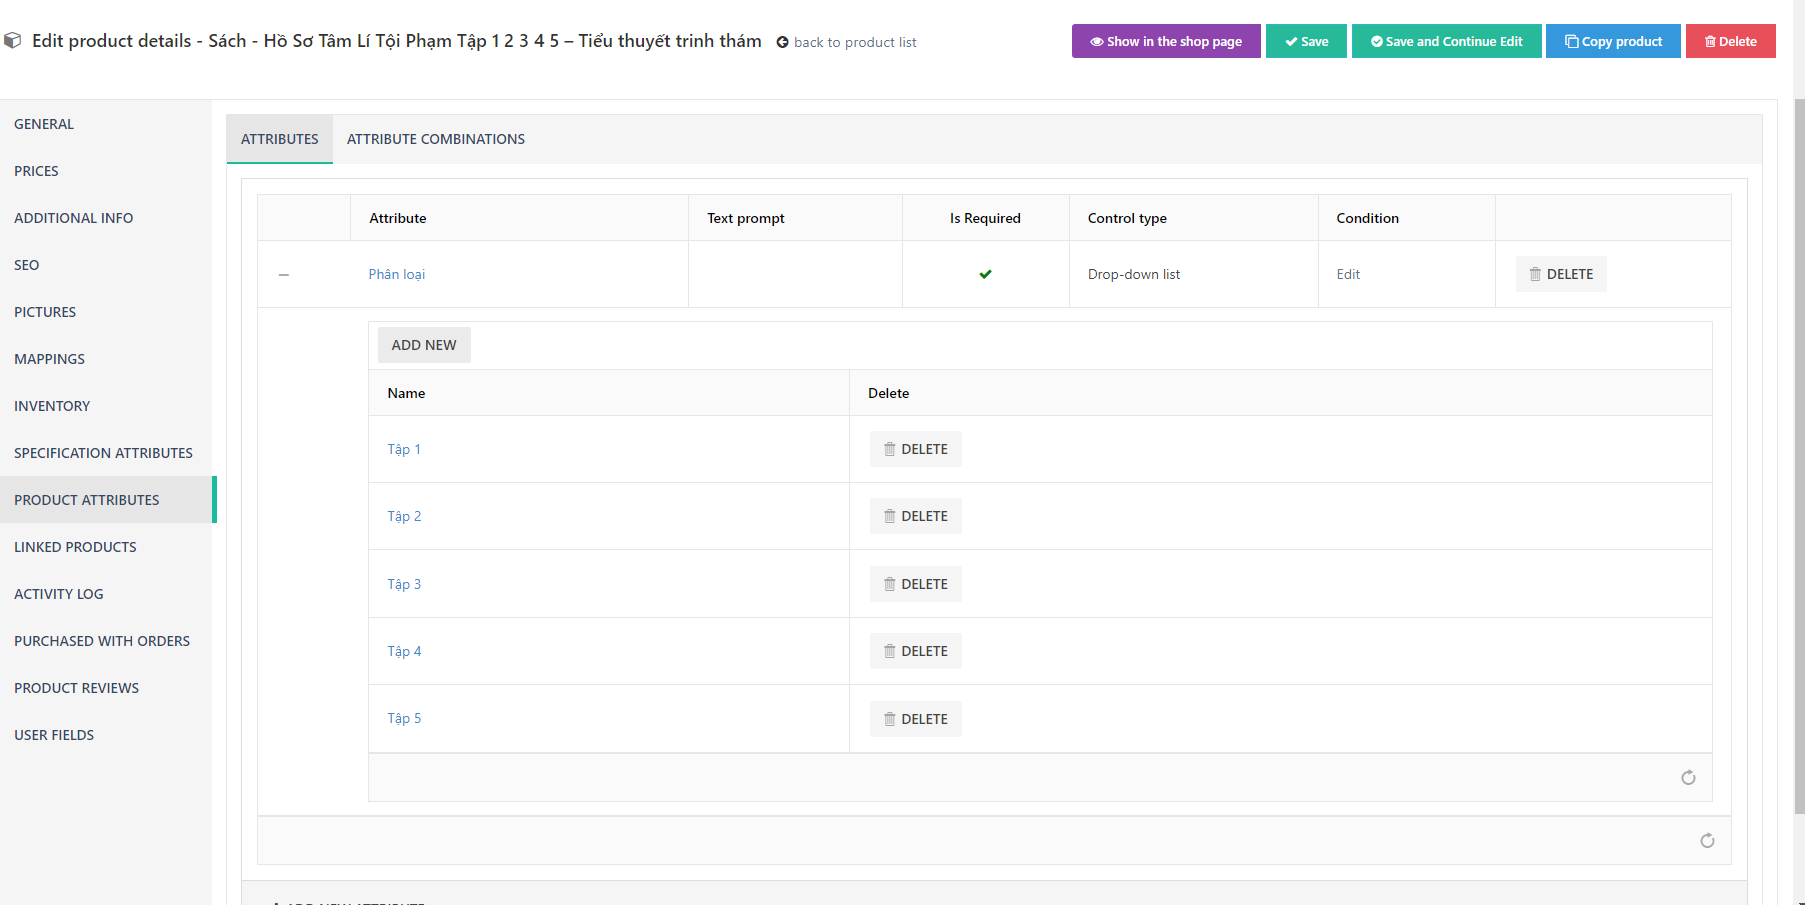 Edit product details - Sách - Hồ Sơ Tâm Lí Tội Phạm Tập 1 2 3 4 5 – Tiểu thuyết trinh thám back to product list
Show in the shop page Save Save and Continue Edit Copy product Delete
GENERAL
PRICES
ADDITIONAL INFO
SEO
PICTURES
MAPPINGS
INVENTORY
SPECIFICATION ATTRIBUTES
PRODUCT ATTRIBUTES
LINKED PRODUCTS
ACTIVITY LOG
PURCHASED WITH ORDERS
PRODUCT REVIEWS
USER FIELDS
ATTRIBUTES ATTRIBUTE COMBINATIONS
Attribute Text prompt Is Required Control type Condition
Phân loại Drop-down list Edit DELETE
ADD NEW
Name Delete
Tập 1 DELETE
Tập 2 DELETE
Tập 3 DELETE
Tập 4 DELETE
Tập 5 DELETE
ADD NEW ATTRIBUTE